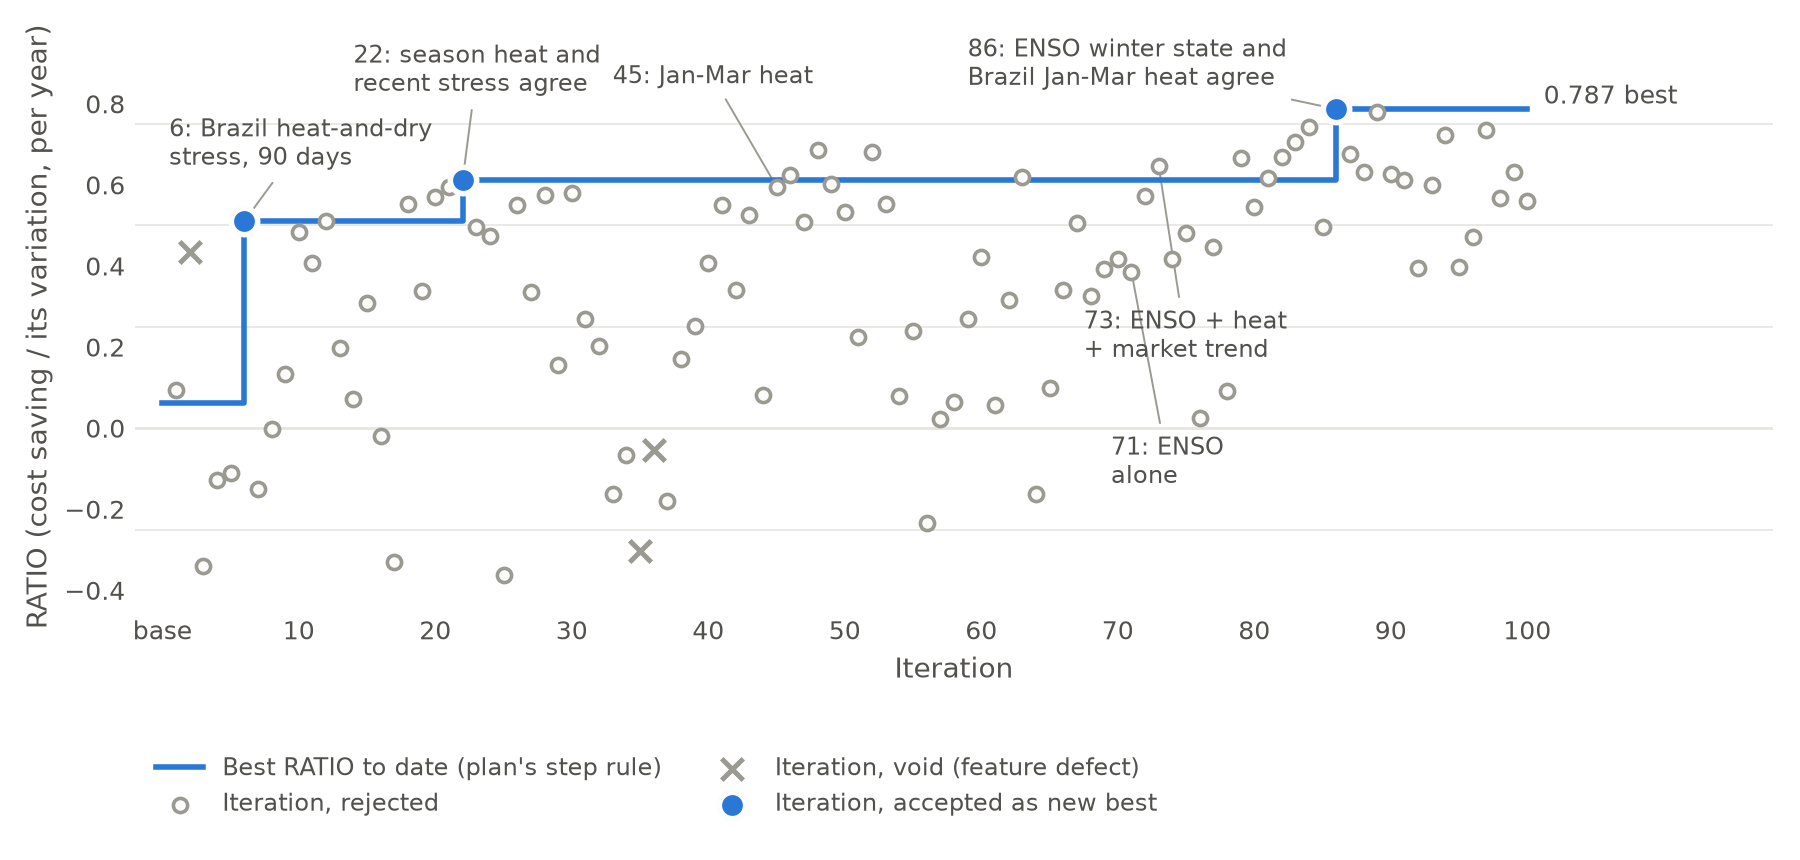 22: season heat and
recent stress agree
45: Jan-Mar heat
86: ENSO winter state and
Brazil Jan-Mar heat agree
0.787 best
6: Brazil heat-and-dry
stress, 90 days
73: ENSO + heat
+ market trend
71: ENSO
alone
RATIO (cost saving / its variation, per year)
0.8
0.6
0.4
0.2
0.0
−0.2
−0.4
base 10 20 30 40 50 60 70 80 90 100
Iteration
Best RATIO to date (plan's step rule)
Iteration, rejected
Iteration, void (feature defect)
Iteration, accepted as new best